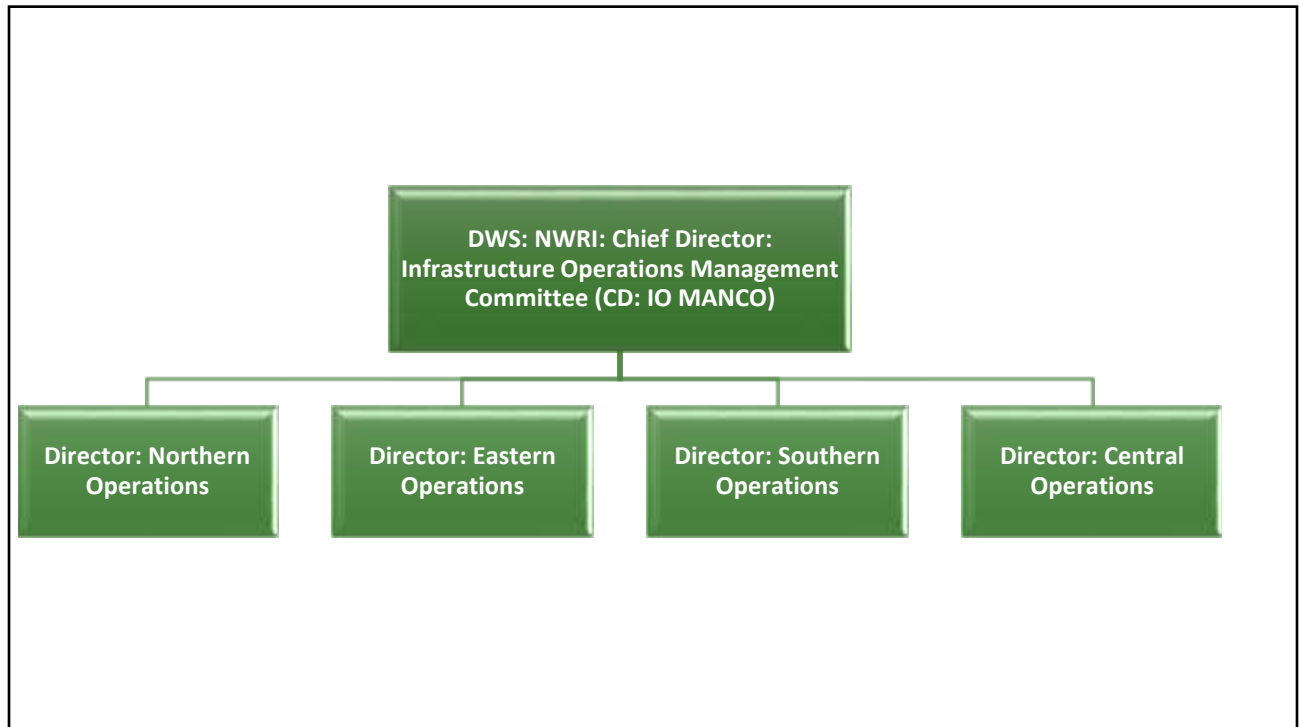 DWS: NWRI: Chief Director:
Infrastructure Operations Management
Committee (CD: IO MANCO)
Director: Northern
Operations
Director: Eastern
Operations
Director: Southern
Operations
Director: Central
Operations